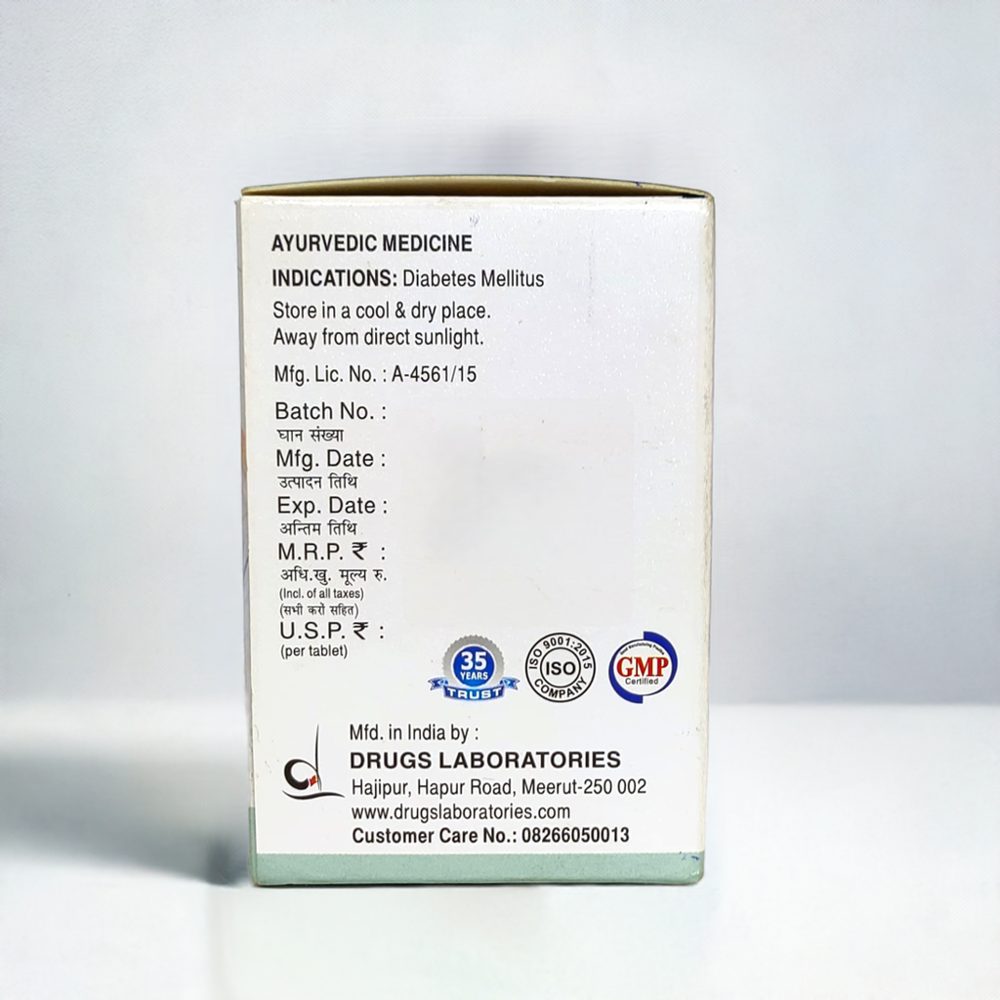 AYURVEDIC MEDICINE
INDICATIONS: Diabetes Mellitus
Store in a cool & dry place.
Away from direct sunlight.
Mfg. Lic. No. : A-4561/15
Batch No. :
घान संख्या
Mfg. Date :
उत्पादन तिथि
Exp. Date :
अन्तिम तिथि
M.R.P. ₹ :
अधि.खु. मूल्य रु.
(Incl. of all taxes)
(सभी करों सहित)
U.S.P. ₹ :
(per tablet)
35
YEARS
TRUST
ISO 9001:2015
ISO
COMPANY
Good Manufacturing Practice
GMP
Certified
Mfd. in India by :
DRUGS LABORATORIES
Hajipur, Hapur Road, Meerut-250 002
www.drugslaboratories.com
Customer Care No.: 08266050013